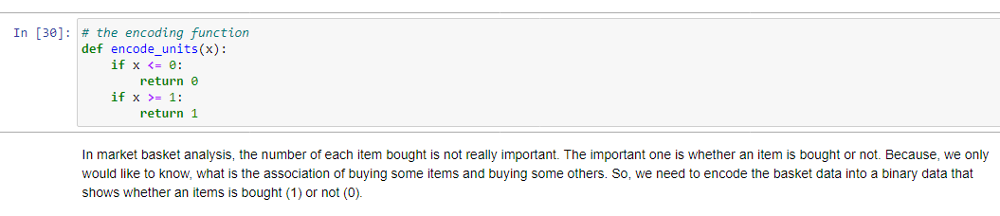 In [30]: # the encoding function
def encode_units(x):
    if x <= 0:
        return 0
    if x >= 1:
        return 1
In market basket analysis, the number of each item bought is not really important. The important one is whether an item is bought or not. Because, we only
would like to know, what is the association of buying some items and buying some others. So, we need to encode the basket data into a binary data that
shows whether an items is bought (1) or not (0).